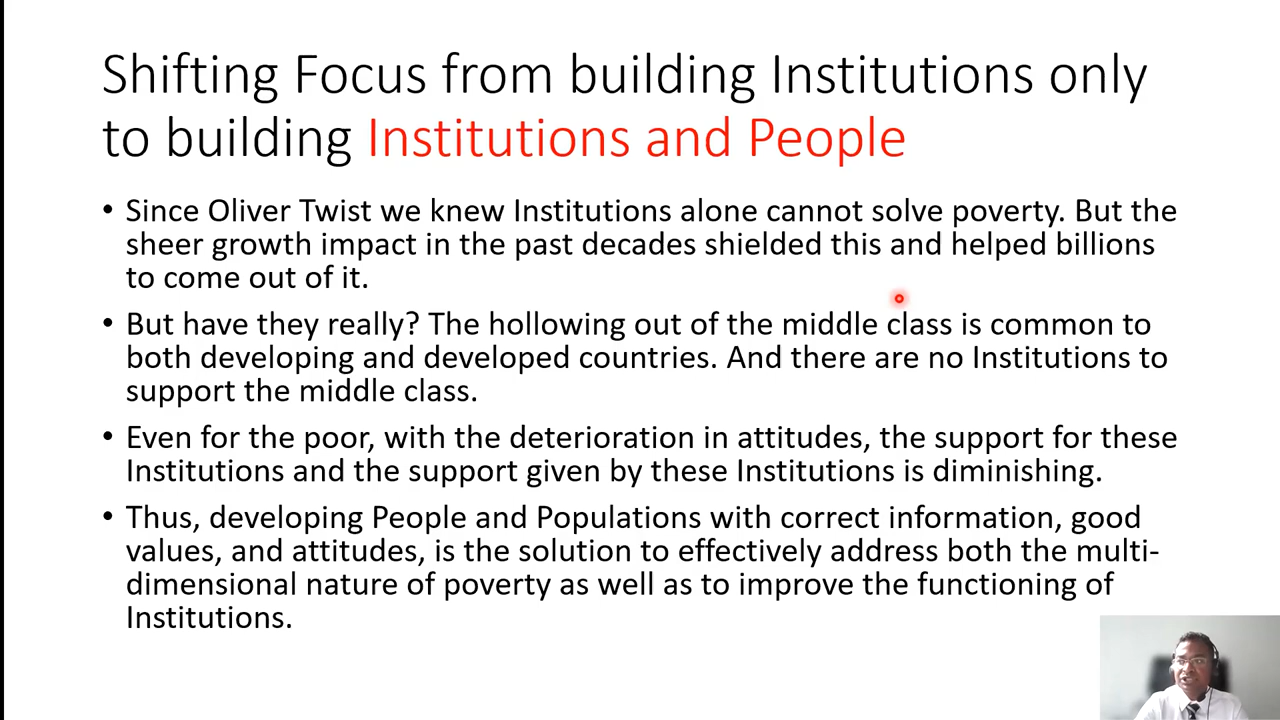 Shifting Focus from building Institutions only
to building Institutions and People
• Since Oliver Twist we knew Institutions alone cannot solve poverty. But the
sheer growth impact in the past decades shielded this and helped billions
to come out of it.
• But have they really? The hollowing out of the middle class is common to
both developing and developed countries. And there are no Institutions to
support the middle class.
• Even for the poor, with the deterioration in attitudes, the support for these
Institutions and the support given by these Institutions is diminishing.
• Thus, developing People and Populations with correct information, good
values, and attitudes, is the solution to effectively address both the multi-
dimensional nature of poverty as well as to improve the functioning of
Institutions.